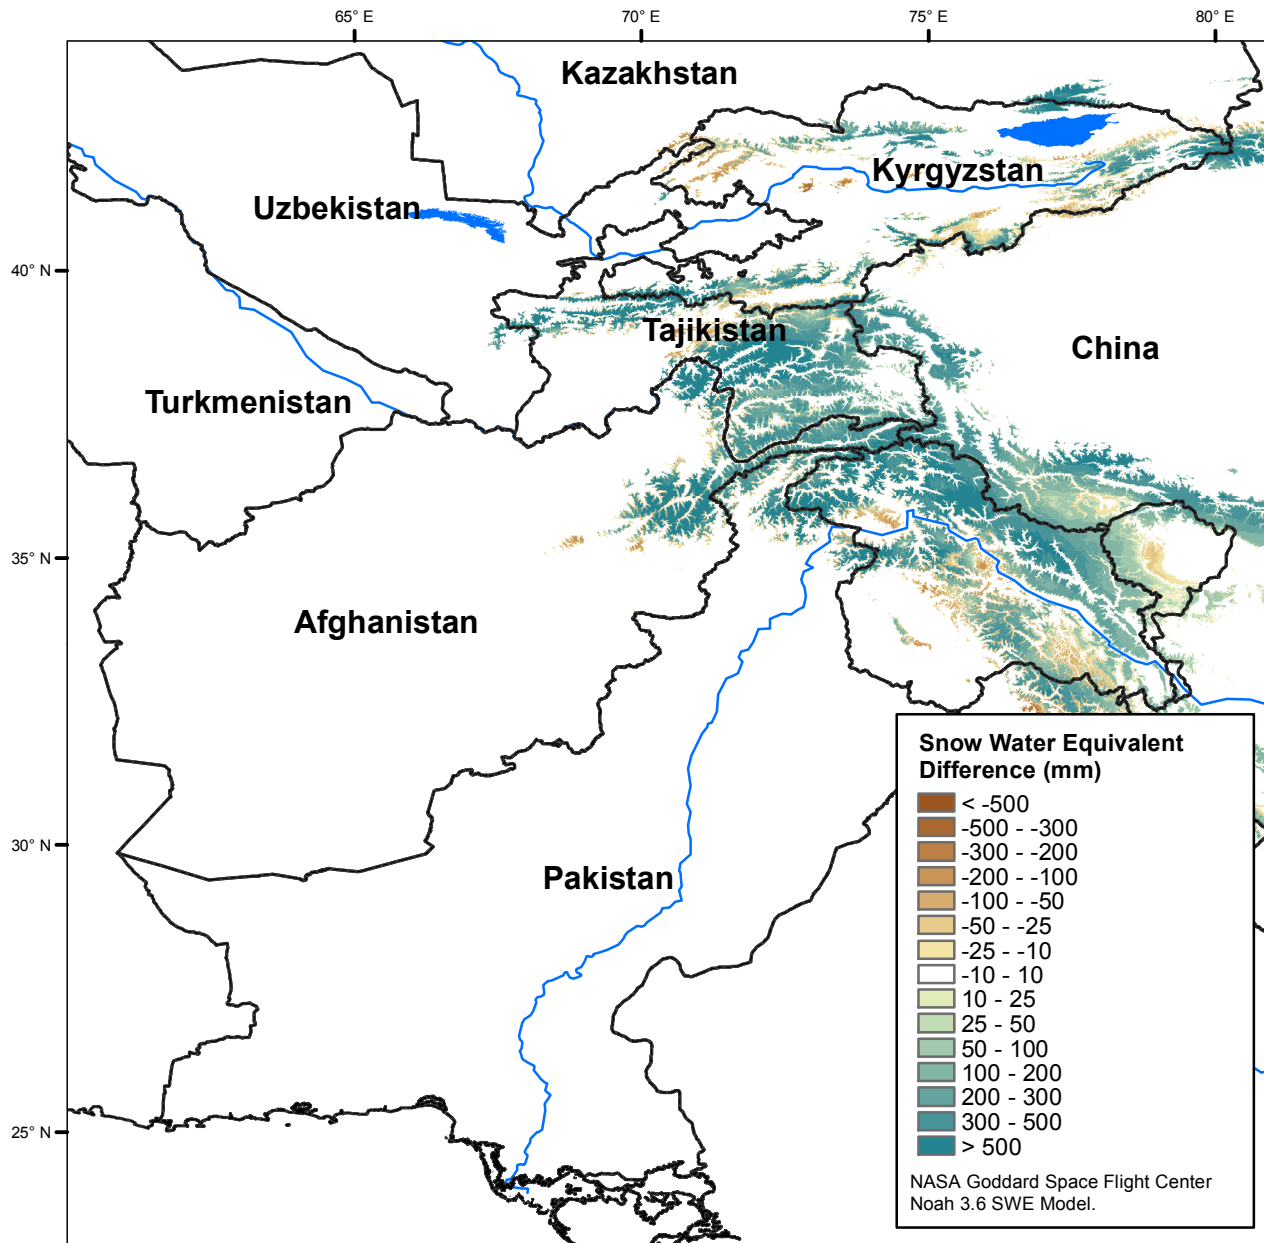 65° E
70° E
75° E
80° E
Kazakhstan
Kyrgyzstan
Uzbekistan
40° N
Tajikistan
China
Turkmenistan
35° N
Afghanistan
Snow Water Equivalent
Difference (mm)
< -500
-500 - -300
-300 - -200
-200 - -100
-100 - -50
-50 - -25
-25 - -10
-10 - 10
10 - 25
25 - 50
50 - 100
100 - 200
200 - 300
300 - 500
> 500
NASA Goddard Space Flight Center
Noah 3.6 SWE Model.
30° N
Pakistan
25° N